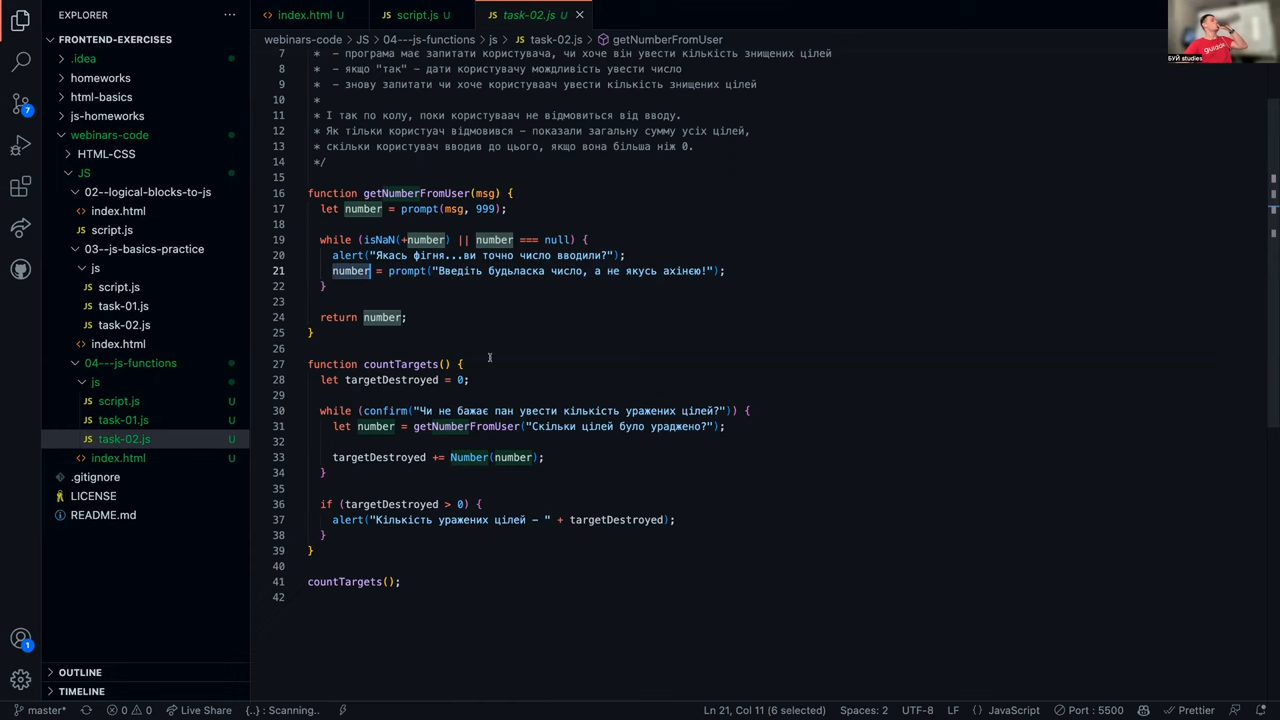 EXPLORER
index.html U
script.js U
task-02.js U
FRONTEND-EXERCISES
webinars-code > JS > 04---js-functions > js > task-02.js > getNumberFromUser
.idea
homeworks
html-basics
js-homeworks
webinars-code
HTML-CSS
JS
02--logical-blocks-to-js
index.html
script.js
03--js-basics-practice
js
script.js
task-01.js
task-02.js
index.html
04---js-functions
js
script.js U
task-01.js U
task-02.js U
index.html U
.gitignore
LICENSE
README.md
OUTLINE
TIMELINE
7
1
7 * – програма має запитати користувача, чи хоче він увести кількість знищених цілей
8 * – якщо "так" – дати користувачу можливість увести число
9 * – знову запитати чи хоче користуваач увести кількість знищених цілей
10 *
11 * І так по колу, поки користуваач не відмовиться від вводу.
12 * Як тільки користуач відмовився – показали загальну сумму усіх цілей,
13 * скільки користувач вводив до цього, якщо вона більша ніж 0.
14 */
15
16 function getNumberFromUser(msg) {
17 let number = prompt(msg, 999);
18
19 while (isNaN(+number) || number === null) {
20 alert("Якась фігня...ви точно число вводили?");
21 number = prompt("Введіть будьласка число, а не якусь ахінею!");
22 }
23
24 return number;
25 }
26
27 function countTargets() {
28 let targetDestroyed = 0;
29
30 while (confirm("Чи не бажає пан увести кількість уражених цілей?")) {
31 let number = getNumberFromUser("Скільки цілей було ураджено?");
32
33 targetDestroyed += Number(number);
34 }
35
36 if (targetDestroyed > 0) {
37 alert("Кількість уражених цілей – " + targetDestroyed);
38 }
39 }
40
41 countTargets();
42
БУЙ studies
master* 0 0 Live Share {..} : Scanning.. Ln 21, Col 11 (6 selected) Spaces: 2 UTF-8 LF {} JavaScript Port : 5500 Prettier